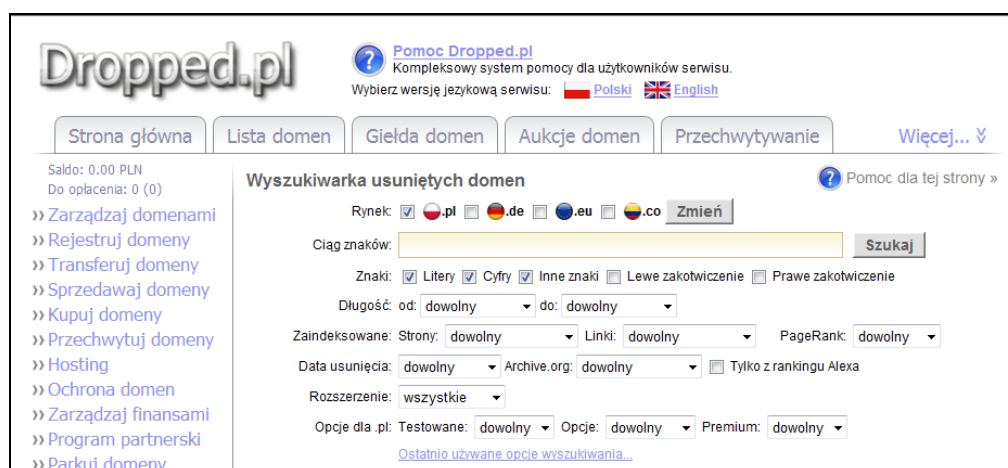 Dropped.pl
Pomoc Dropped.pl
Kompleksowy system pomocy dla użytkowników serwisu.
Wybierz wersję jezykową serwisu: Polski English
Strona główna Lista domen Giełda domen Aukcje domen Przechwytywanie Więcej...
Saldo: 0.00 PLN
Do opłacenia: 0 (0)
Zarządzaj domenami
Rejestruj domeny
Transferuj domeny
Sprzedawaj domeny
Kupuj domeny
Przechwytuj domeny
Hosting
Ochrona domen
Zarządzaj finansami
Program partnerski
Parkuj domeny
Wyszukiwarka usuniętych domen
Pomoc dla tej strony »
Rynek: .pl .de .eu .co Zmień
Ciąg znaków: Szukaj
Znaki: Litery Cyfry Inne znaki Lewe zakotwiczenie Prawe zakotwiczenie
Długość: od: dowolny do: dowolny
Zaindeksowane: Strony: dowolny Linki: dowolny PageRank: dowolny
Data usunięcia: dowolny Archive.org: dowolny Tylko z rankingu Alexa
Rozszerzenie: wszystkie
Opcje dla .pl: Testowane: dowolny Opcje: dowolny Premium: dowolny
Ostatnio używane opcje wyszukiwania...